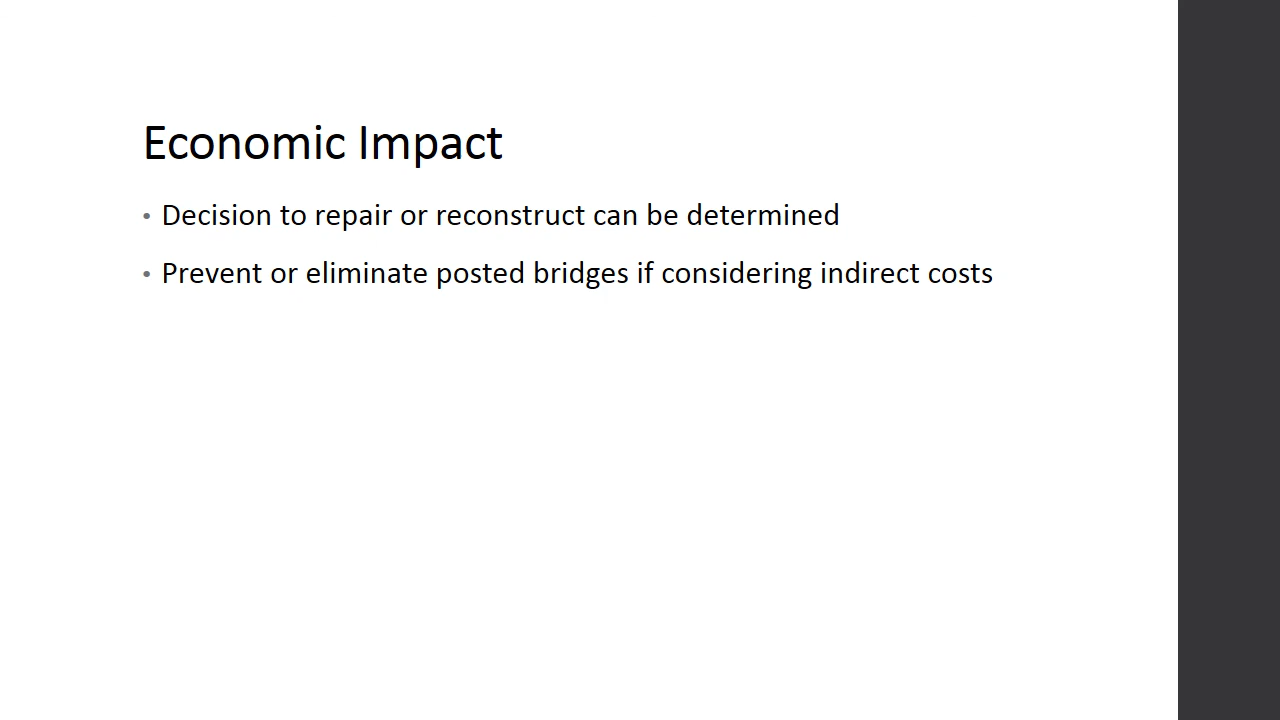 Economic Impact
• Decision to repair or reconstruct can be determined
• Prevent or eliminate posted bridges if considering indirect costs